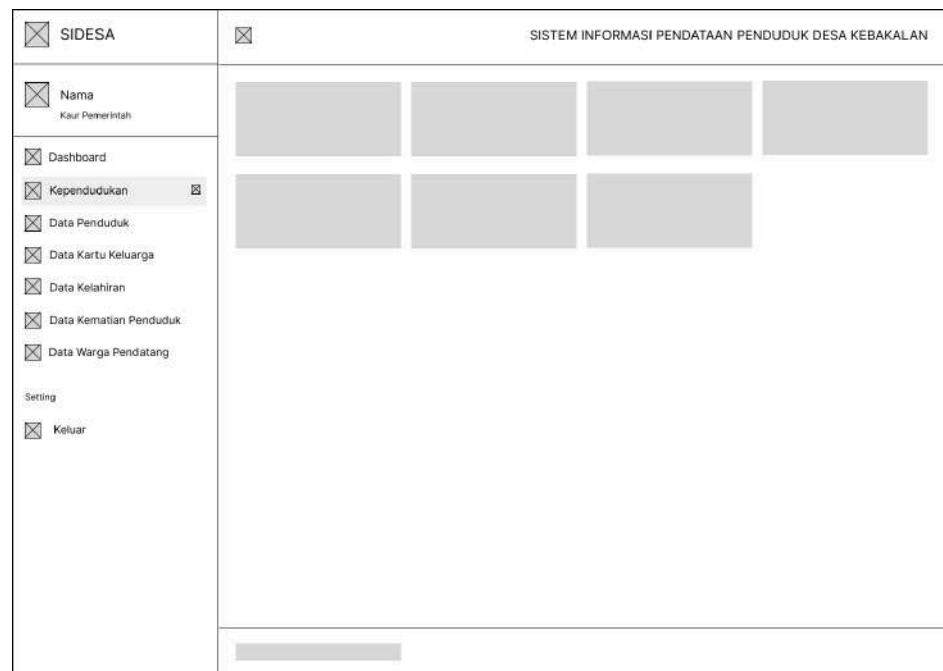 SIDESA
SISTEM INFORMASI PENDATAAN PENDUDUK DESA KEBAKALAN
Nama
Kaur Pemerintah
Dashboard
Kependudukan
Data Penduduk
Data Kartu Keluarga
Data Kelahiran
Data Kematian Penduduk
Data Warga Pendatang
Setting
Keluar